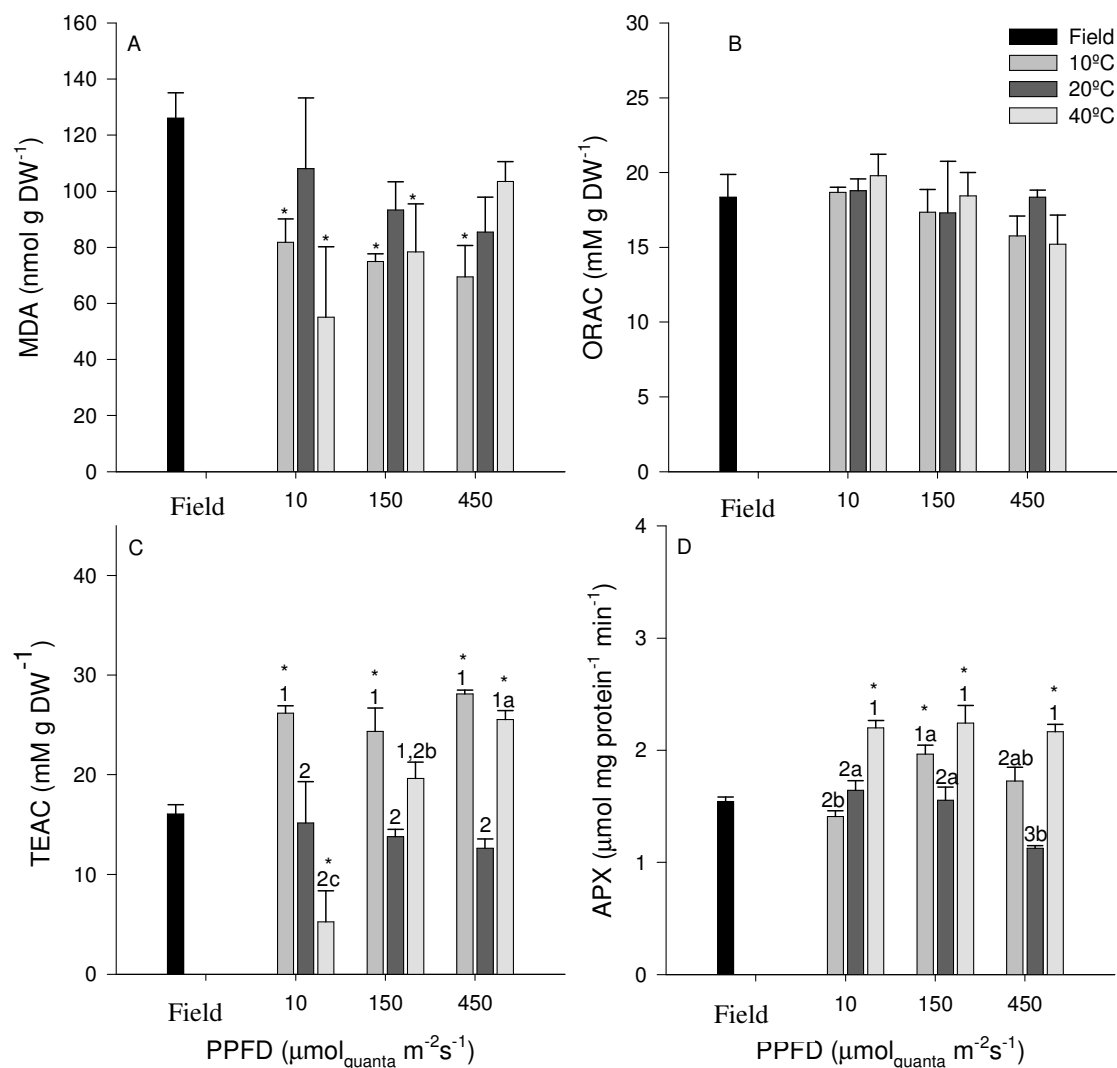 A
MDA (nmol g DW⁻¹)
160
140
120
100
80
60
40
20
0
*
*
*
*
*
Field
10
150
450
B
ORAC (mM g DW⁻¹)
30
25
20
15
10
5
0
Field
10ºC
20ºC
40ºC
Field
10
150
450
C
TEAC (mM g DW⁻¹)
40
30
20
10
0
*
1
2
*
2c
*
1
2
1,2b
*
1
2
*
1a
Field
10
150
450
PPFD (μmol_quanta m⁻²s⁻¹)
D
APX (μmol mg protein⁻¹ min⁻¹)
4
3
2
1
0
2b
2a
*
1
*
1a
2a
*
1
2ab
3b
*
1
Field
10
150
450
PPFD (μmol_quanta m⁻²s⁻¹)